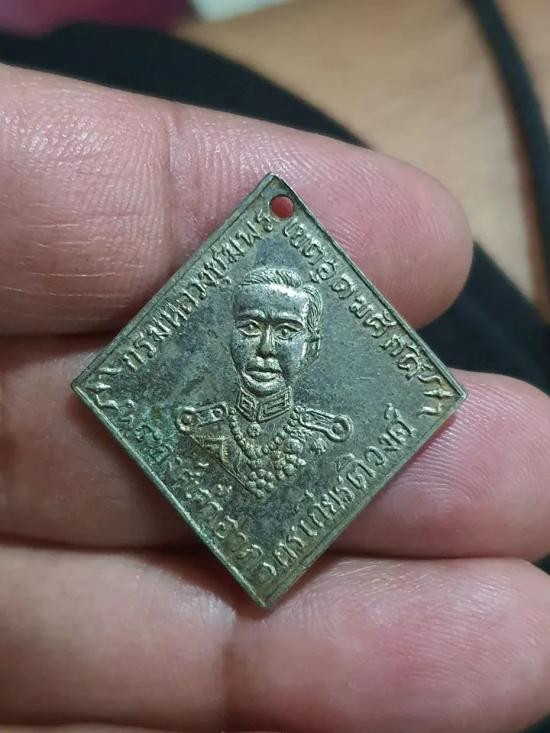 กรมหลวงชุมพร เขตอุดมศักดิ์
พระองค์เจ้าอาภากรเกียรติวงศ์